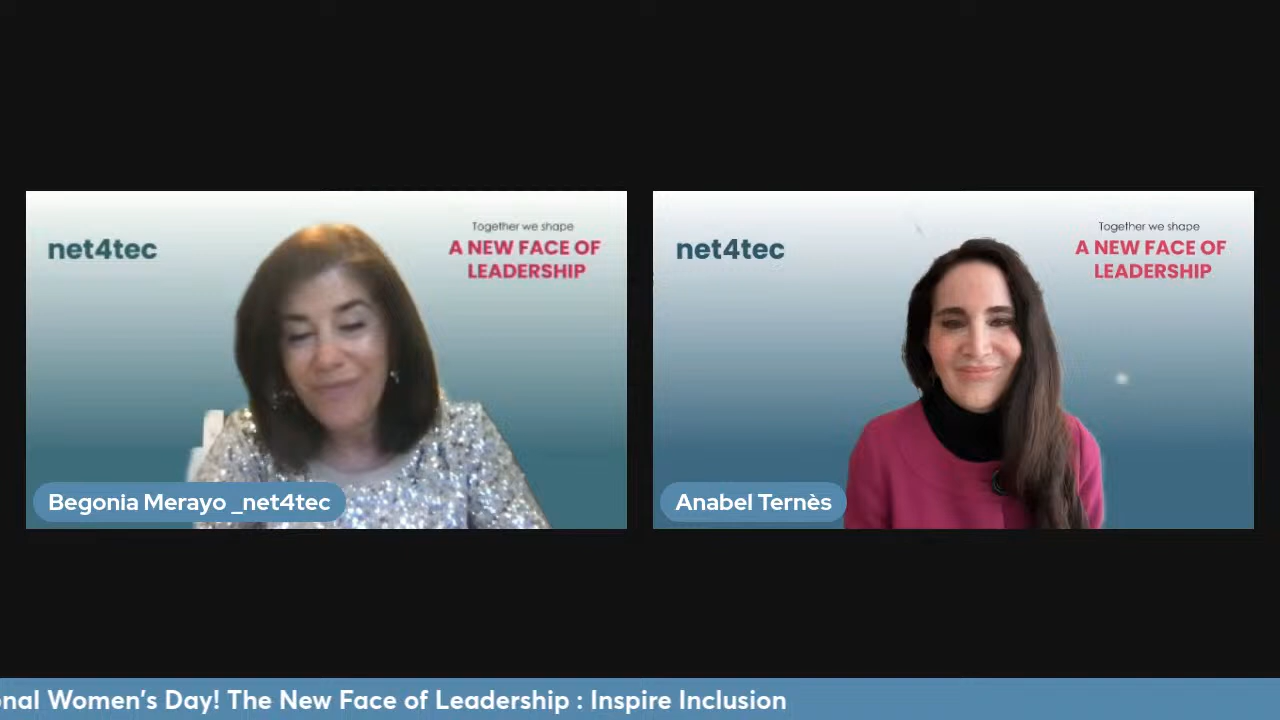 net4tec
Together we shape
A NEW FACE OF
LEADERSHIP
Begonia Merayo _net4tec
net4tec
Together we shape
A NEW FACE OF
LEADERSHIP
Anabel Ternès
Women's Day! The New Face of Leadership : Inspire Inclusion